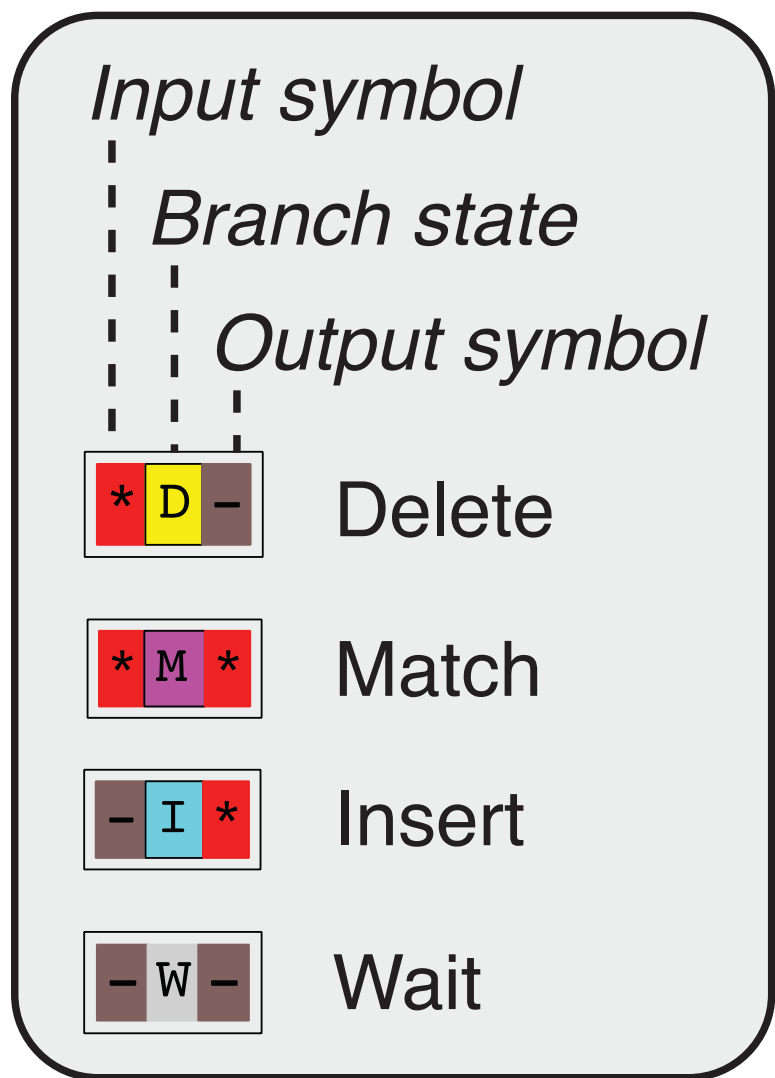 Input symbol
Branch state
Output symbol
* D – Delete
* M * Match
– I * Insert
– W – Wait